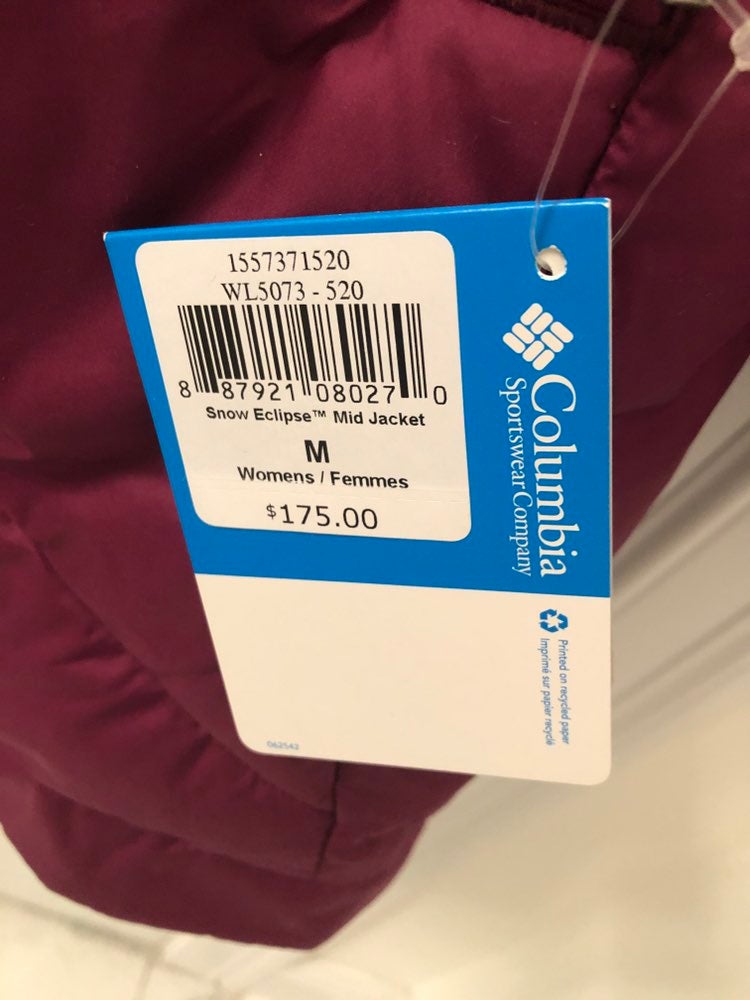 1557371520
WL5073 - 520
8 87921 08027 0
Snow Eclipse™ Mid Jacket
M
Womens / Femmes
$175.00
Columbia
Sportswear Company
Printed on recycled paper
Imprimé sur papier recyclé
062542